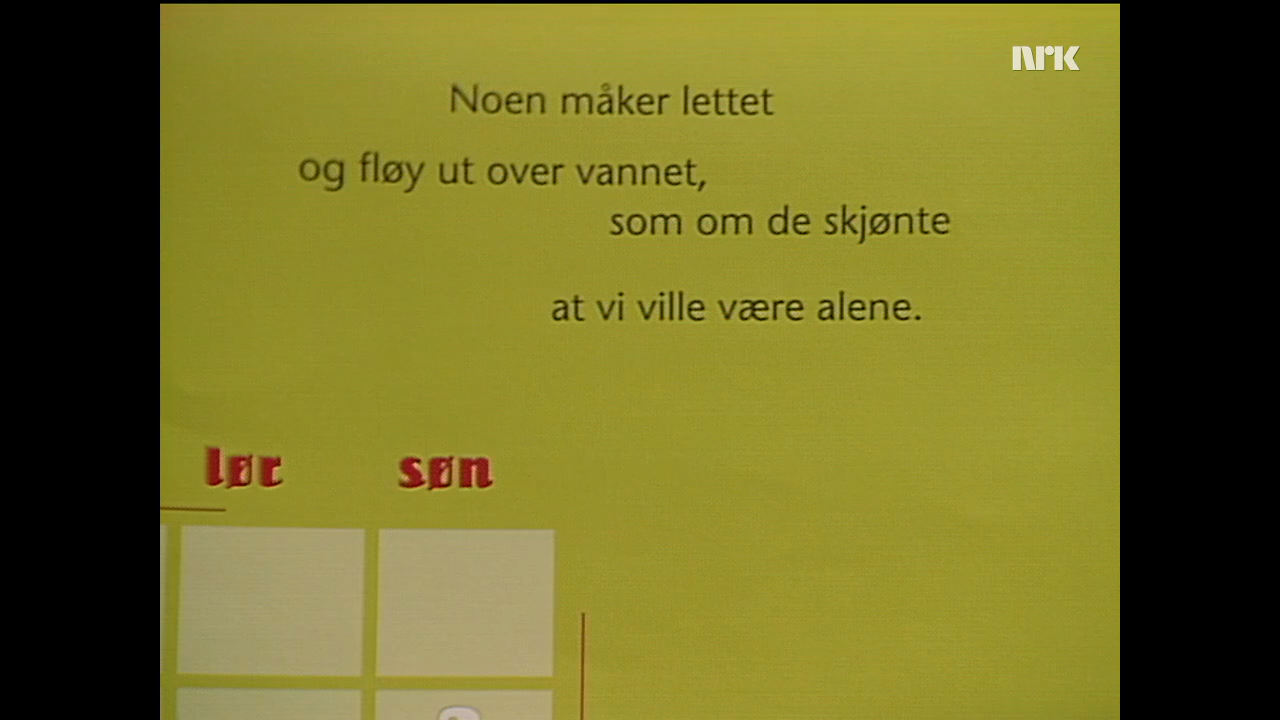 NRK
Noen måker lettet
og fløy ut over vannet,
som om de skjønte
at vi ville være alene.
lør søn